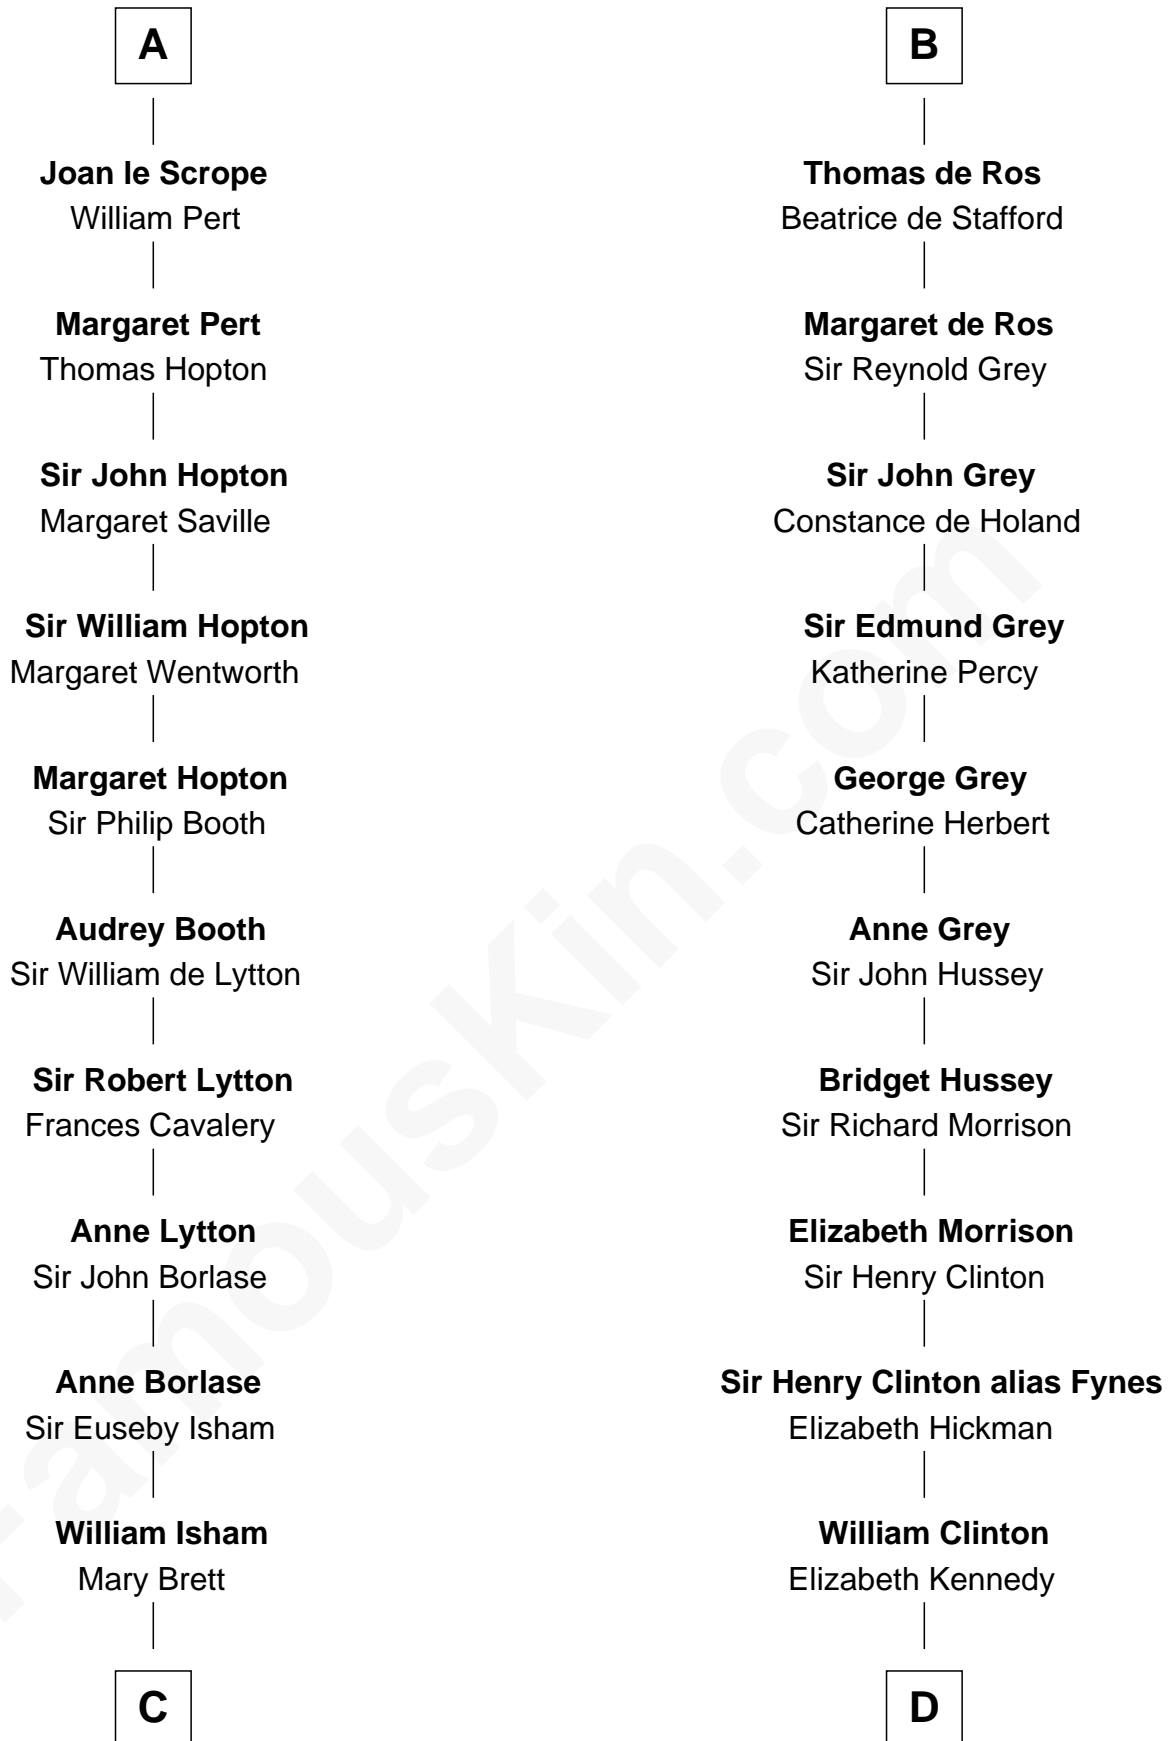 A
Joan le Scrope
William Pert
Margaret Pert
Thomas Hopton
Sir John Hopton
Margaret Saville
Sir William Hopton
Margaret Wentworth
Margaret Hopton
Sir Philip Booth
Audrey Booth
Sir William de Lytton
Sir Robert Lytton
Frances Cavalery
Anne Lytton
Sir John Borlase
Anne Borlase
Sir Euseby Isham
William Isham
Mary Brett
C
B
Thomas de Ros
Beatrice de Stafford
Margaret de Ros
Sir Reynold Grey
Sir John Grey
Constance de Holand
Sir Edmund Grey
Katherine Percy
George Grey
Catherine Herbert
Anne Grey
Sir John Hussey
Bridget Hussey
Sir Richard Morrison
Elizabeth Morrison
Sir Henry Clinton
Sir Henry Clinton alias Fynes
Elizabeth Hickman
William Clinton
Elizabeth Kennedy
D
FamousKin.com